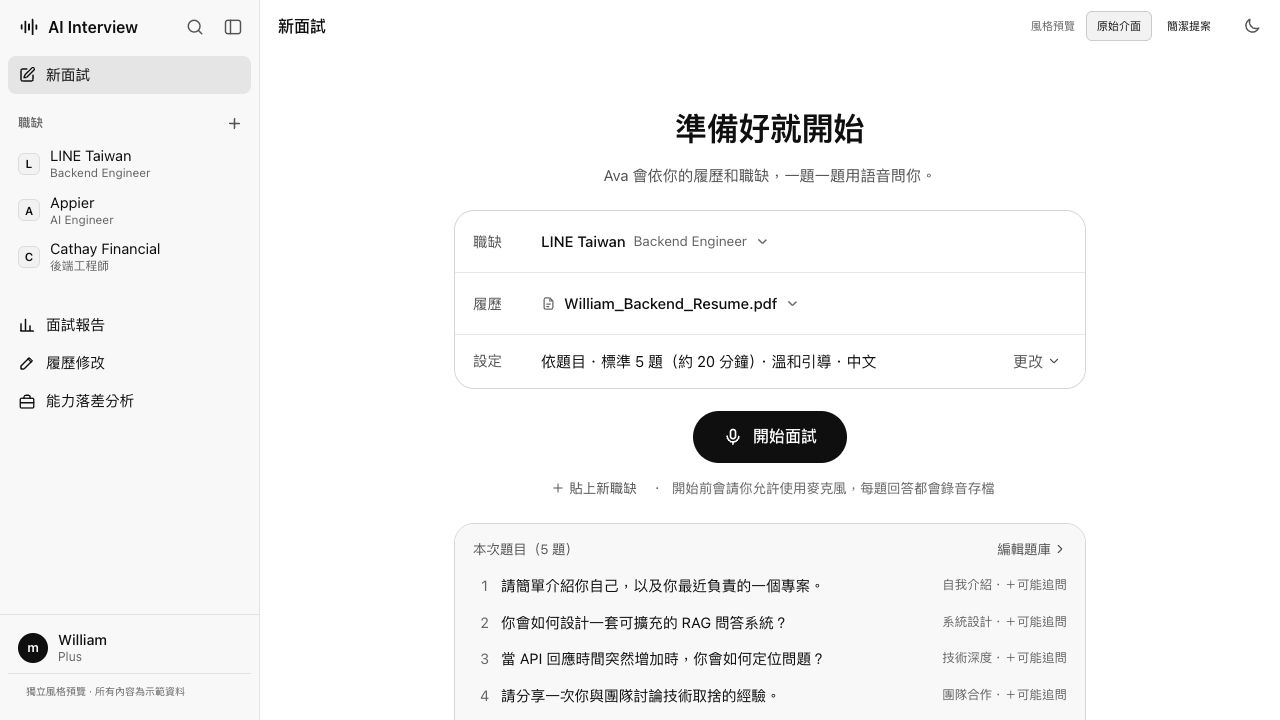 AI Interview
新面試
職缺
L
LINE Taiwan
Backend Engineer
A
Appier
AI Engineer
C
Cathay Financial
後端工程師
面試報告
履歷修改
能力落差分析
m
William
Plus
獨立風格預覽 · 所有內容為示範資料
新面試
風格預覽 原始介面 簡潔提案
準備好就開始
Ava 會依你的履歷和職缺，一題一題用語音問你。
職缺 LINE Taiwan Backend Engineer
履歷 William_Backend_Resume.pdf
設定 依題目 · 標準 5 題（約 20 分鐘）· 溫和引導 · 中文 更改
開始面試
＋ 貼上新職缺 · 開始前會請你允許使用麥克風，每題回答都會錄音存檔
本次題目（5 題） 編輯題庫
1 請簡單介紹你自己，以及你最近負責的一個專案。 自我介紹 · ＋可能追問
2 你會如何設計一套可擴充的 RAG 問答系統？ 系統設計 · ＋可能追問
3 當 API 回應時間突然增加時，你會如何定位問題？ 技術深度 · ＋可能追問
4 請分享一次你與團隊討論技術取捨的經驗。 團隊合作 · ＋可能追問